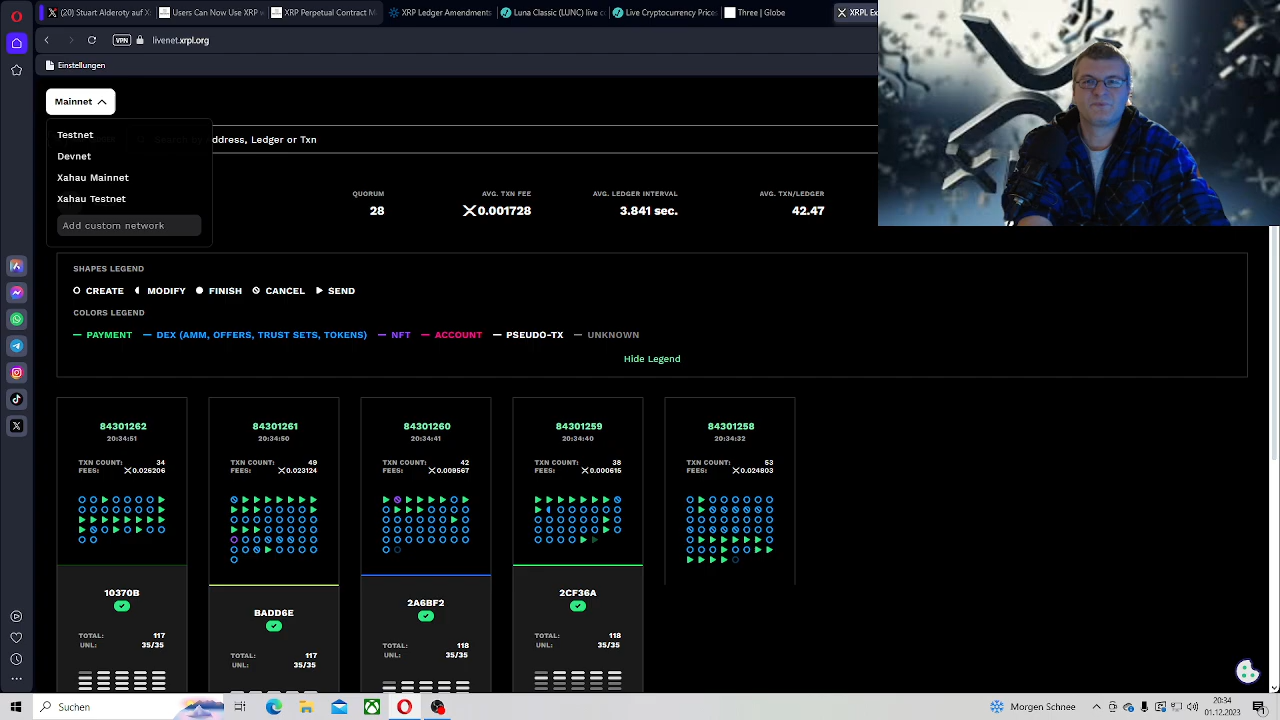 (20) Stuart Alderoty auf X:
Users Can Now Use $XRP v
XRP Perpetual Contract M
XRP Ledger Amendments
Luna Classic (LUNC) live c
Live Cryptocurrency Price
Three | Globe
XRPL Ex
VPN livenet.xrpl.org
Einstellungen
Mainnet
Testnet
Devnet
Xahau Mainnet
Xahau Testnet
Add custom network
Search by address, Ledger or Txn
QUORUM AVG. TXN FEE AVG. LEDGER INTERVAL AVG. TXN/LEDGER
28 0.001728 3.841 sec. 42.47
SHAPES LEGEND
CREATE MODIFY FINISH CANCEL SEND
COLORS LEGEND
PAYMENT DEX (AMM, OFFERS, TRUST SETS, TOKENS) NFT ACCOUNT PSEUDO-TX UNKNOWN
Hide Legend
84301262
20:34:51
TXN COUNT: 34
FEES: 0.026206
10370B
TOTAL: 117
UNL: 35/35
84301261
20:34:50
TXN COUNT: 49
FEES: 0.023124
BADD6E
TOTAL: 117
UNL: 35/35
84301260
20:34:41
TXN COUNT: 42
FEES: 0.009567
2A6BF2
TOTAL: 118
UNL: 35/35
84301259
20:34:40
TXN COUNT: 38
FEES: 0.000615
2CF36A
TOTAL: 118
UNL: 35/35
84301258
20:34:32
TXN COUNT: 53
FEES: 0.024803
Suchen
Morgen Schnee
20:34
01.12.2023